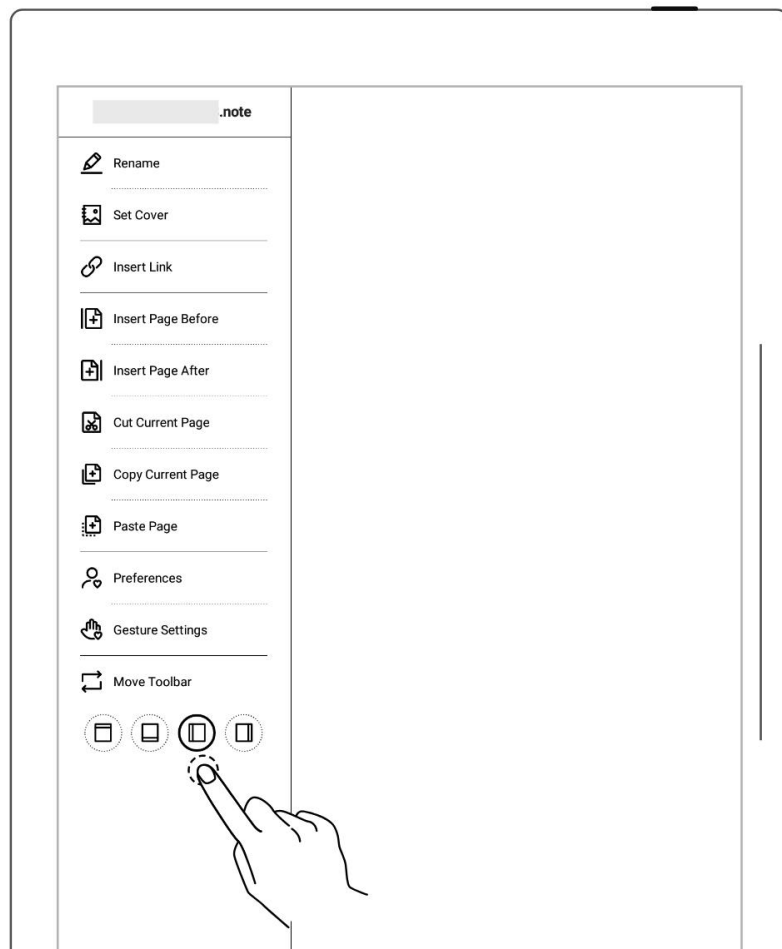 .note
Rename
Set Cover
Insert Link
Insert Page Before
Insert Page After
Cut Current Page
Copy Current Page
Paste Page
Preferences
Gesture Settings
Move Toolbar